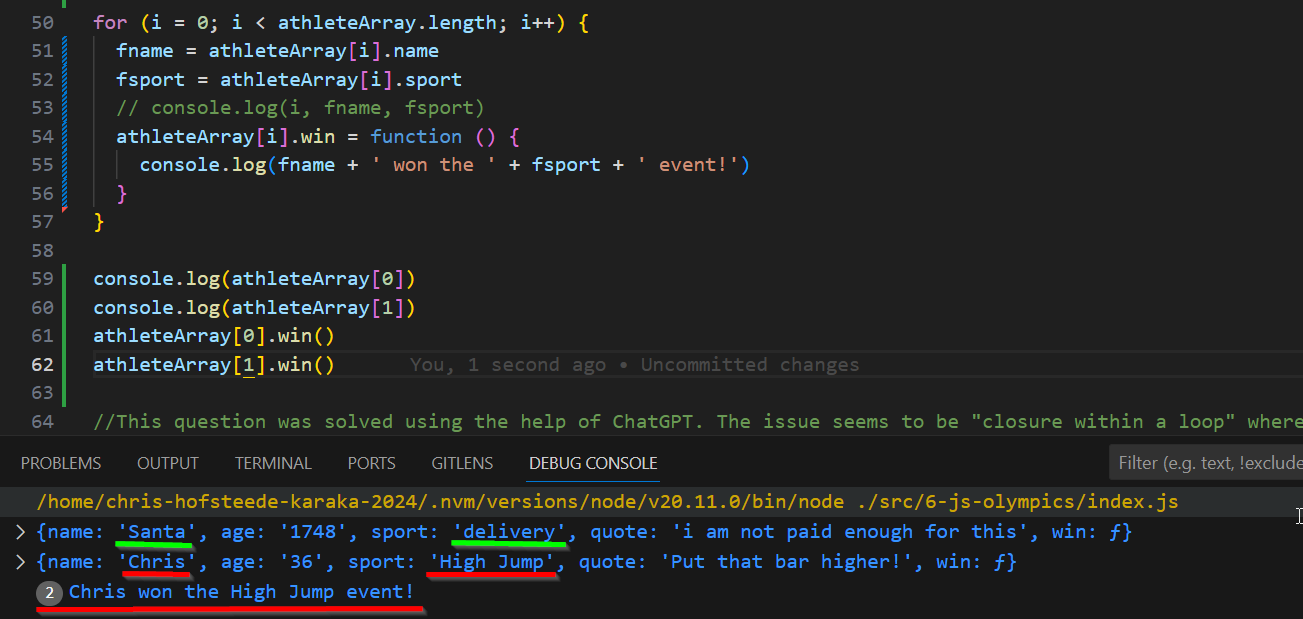 50 for (i = 0; i < athleteArray.length; i++) {
51 fname = athleteArray[i].name
52 fsport = athleteArray[i].sport
53 // console.log(i, fname, fsport)
54 athleteArray[i].win = function () {
55 console.log(fname + ' won the ' + fsport + ' event!')
56 }
57 }
58
59 console.log(athleteArray[0])
60 console.log(athleteArray[1])
61 athleteArray[0].win()
62 athleteArray[1].win() You, 1 second ago • Uncommitted changes
63
64 //This question was solved using the help of ChatGPT. The issue seems to be "closure within a loop" where
PROBLEMS OUTPUT TERMINAL PORTS GITLENS DEBUG CONSOLE Filter (e.g. text, !exclude
/home/chris-hofsteede-karaka-2024/.nvm/versions/node/v20.11.0/bin/node ./src/6-js-olympics/index.js
{name: 'Santa', age: '1748', sport: 'delivery', quote: 'i am not paid enough for this', win: ƒ}
{name: 'Chris', age: '36', sport: 'High Jump', quote: 'Put that bar higher!', win: ƒ}
2 Chris won the High Jump event!